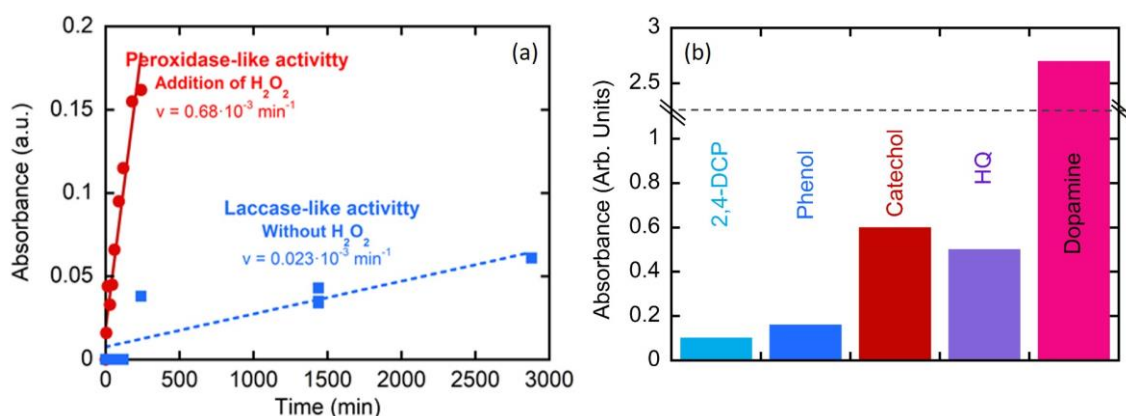 (a)
Peroxidase-like activitty
Addition of H₂O₂
v = 0.68·10⁻³ min⁻¹
Laccase-like activitty
Without H₂O₂
v = 0.023·10⁻³ min⁻¹
Absorbance (a.u.)
0.2
0.15
0.1
0.05
0
0 500 1000 1500 2000 2500 3000
Time (min)
(b)
Absorbance (Arb. Units)
3
2.5
1
0.8
0.6
0.4
0.2
0
2,4-DCP
Phenol
Catechol
HQ
Dopamine